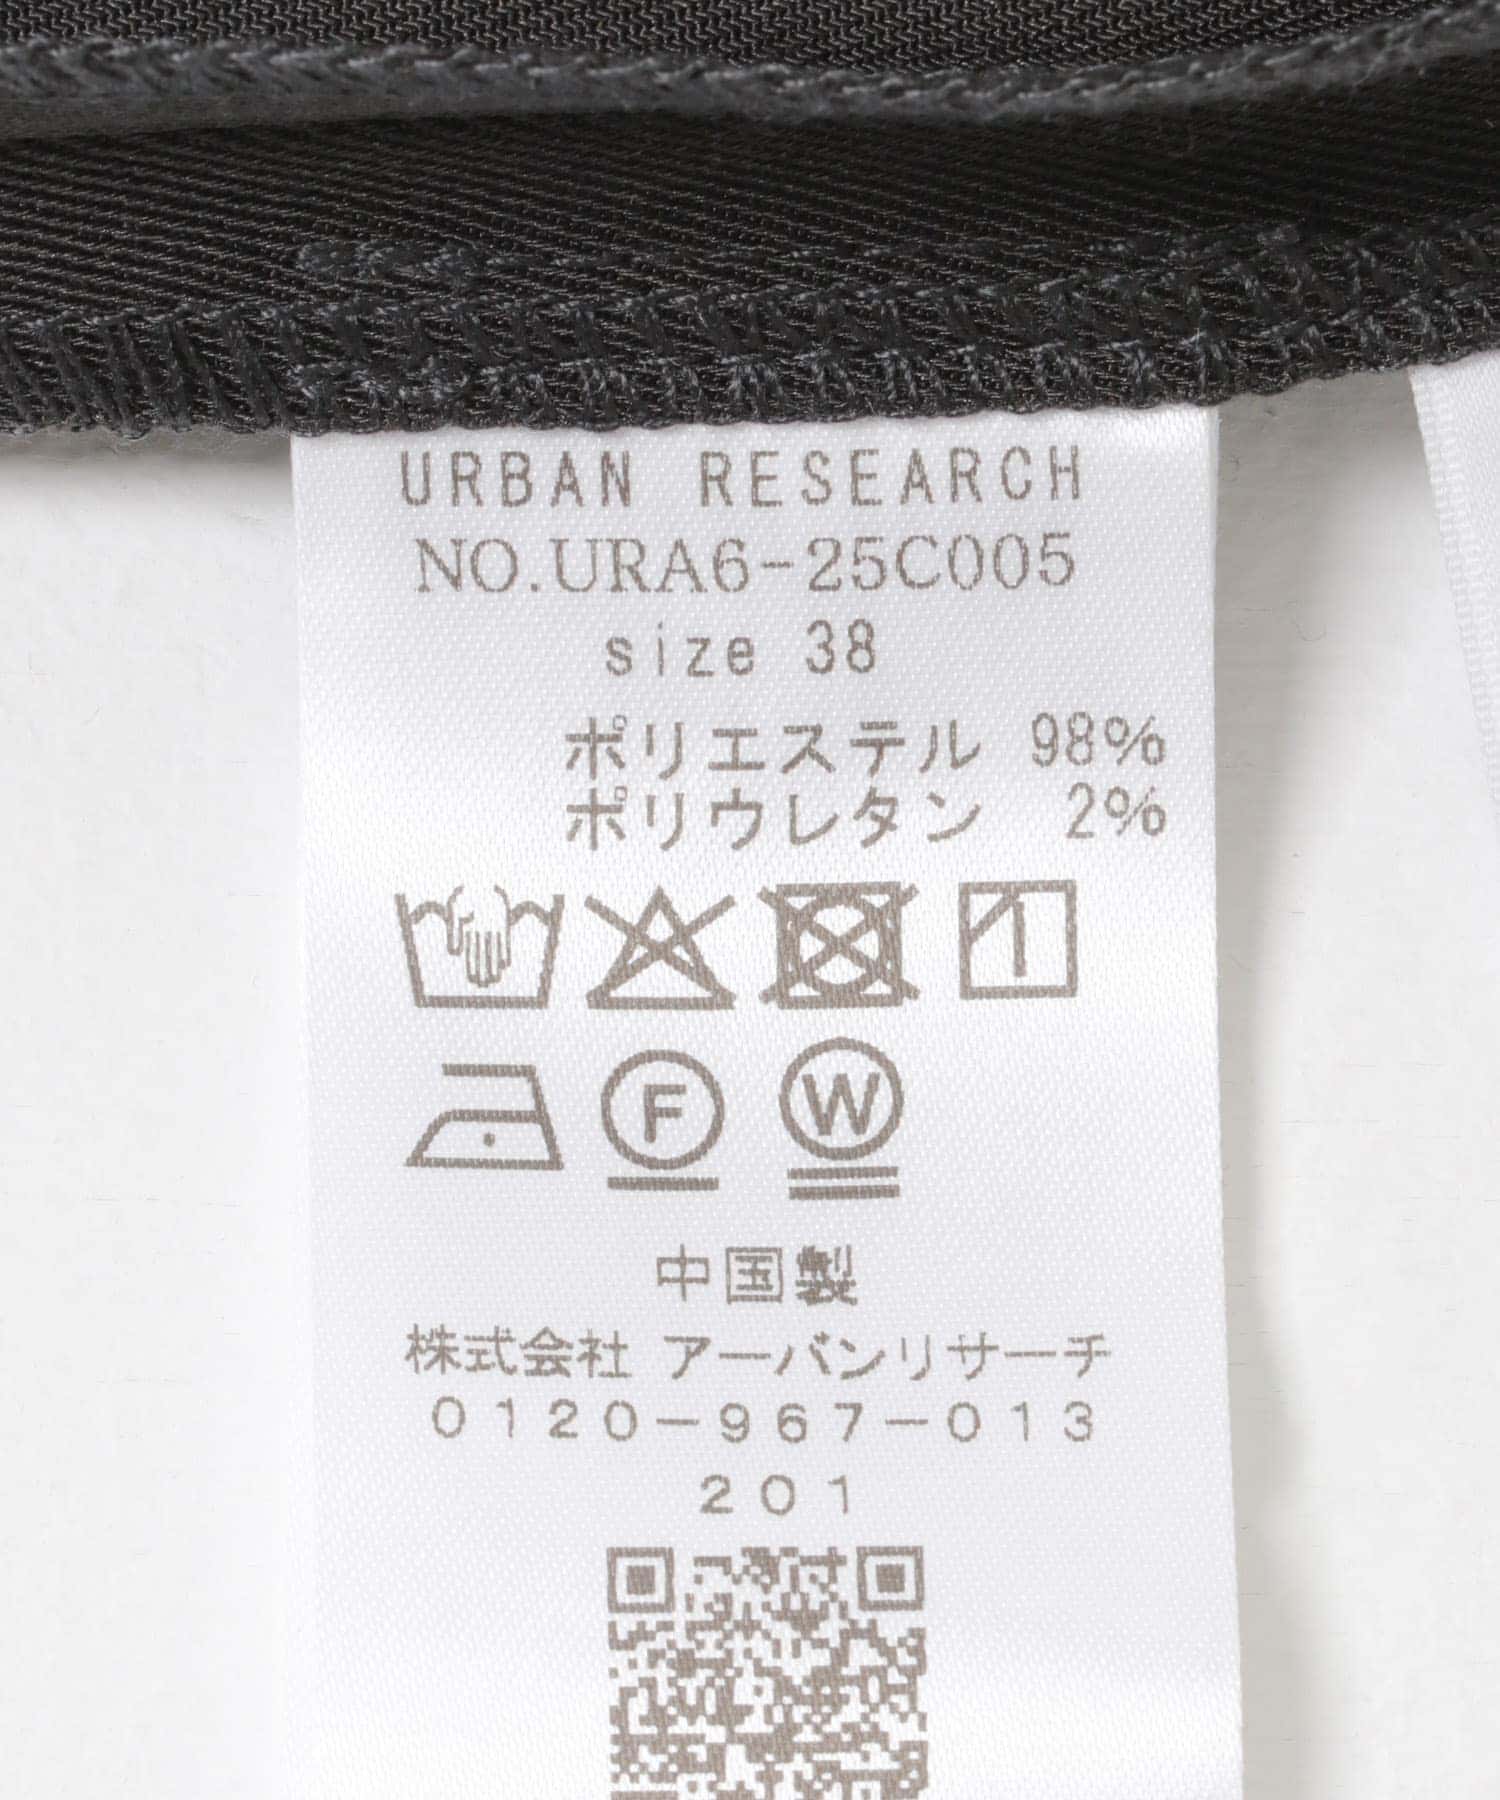 URBAN RESEARCH
NO.URA6-25C005
size 38
ポリエステル 98%
ポリウレタン 2%
F
W
中国製
株式会社 アーバンリサーチ
0120-967-013
201